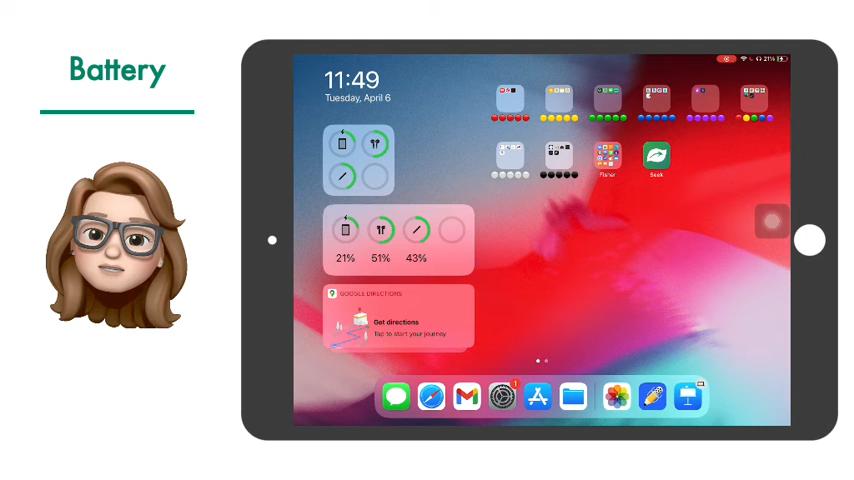 Battery
11:49
Tuesday, April 6
21%
Fisher
Seek
21% 51% 43%
GOOGLE DIRECTIONS
Get directions
Tap to start your journey
1